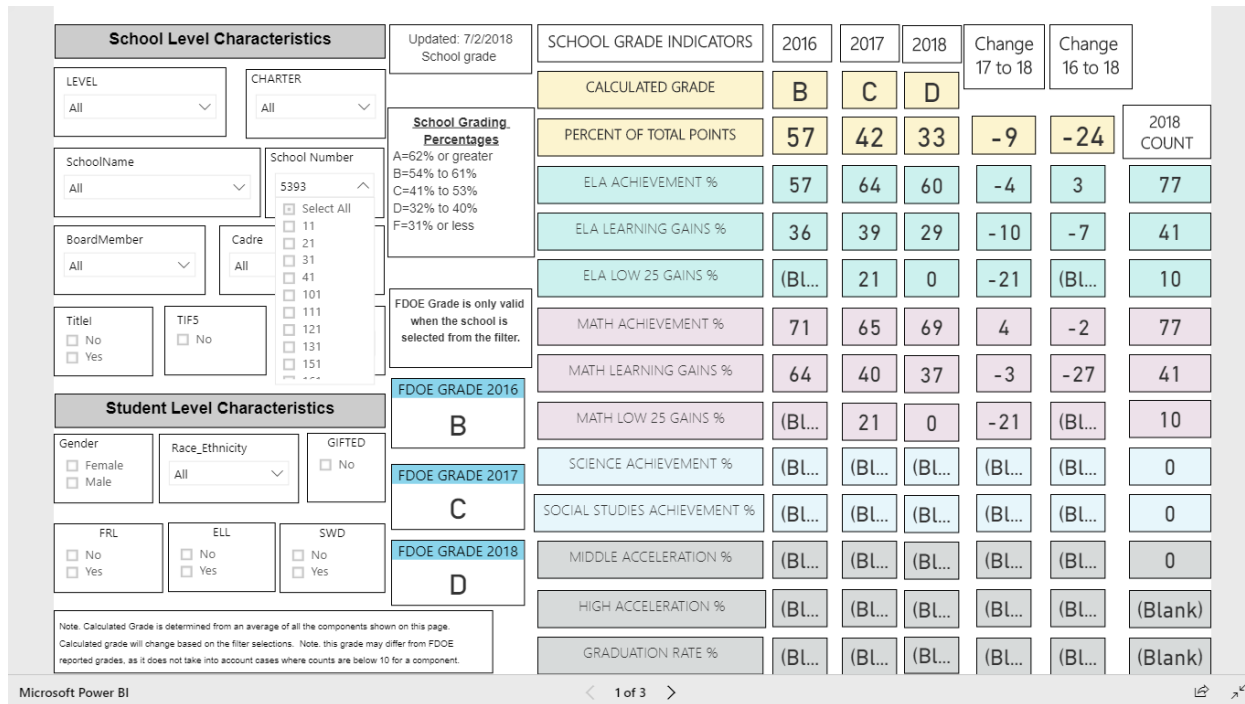 School Level Characteristics
LEVEL
All
CHARTER
All
SchoolName
All
School Number
5393
Select All
11
21
31
41
101
111
121
131
151
BoardMember
All
Cadre
All
TitleI
No
Yes
TIF5
No
Student Level Characteristics
Gender
Female
Male
Race_Ethnicity
All
GIFTED
No
FRL
No
Yes
ELL
No
Yes
SWD
No
Yes
Note. Calculated Grade is determined from an average of all the components shown on this page.
Calculated grade will change based on the filter selections. Note, this grade may differ from FDOE
reported grades, as it does not take into account cases where counts are below 10 for a component.
Updated: 7/2/2018
School grade
School Grading
Percentages
A=62% or greater
B=54% to 61%
C=41% to 53%
D=32% to 40%
F=31% or less
FDOE Grade is only valid
when the school is
selected from the filter.
FDOE GRADE 2016
B
FDOE GRADE 2017
C
FDOE GRADE 2018
D
SCHOOL GRADE INDICATORS 2016 2017 2018 Change 17 to 18 Change 16 to 18
2018 COUNT
CALCULATED GRADE B C D
PERCENT OF TOTAL POINTS 57 42 33 -9 -24
ELA ACHIEVEMENT % 57 64 60 -4 3 77
ELA LEARNING GAINS % 36 39 29 -10 -7 41
ELA LOW 25 GAINS % (Bl... 21 0 -21 (Bl... 10
MATH ACHIEVEMENT % 71 65 69 4 -2 77
MATH LEARNING GAINS % 64 40 37 -3 -27 41
MATH LOW 25 GAINS % (Bl... 21 0 -21 (Bl... 10
SCIENCE ACHIEVEMENT % (Bl... (Bl... (Bl... (Bl... (Bl... 0
SOCIAL STUDIES ACHIEVEMENT % (Bl... (Bl... (Bl... (Bl... (Bl... 0
MIDDLE ACCELERATION % (Bl... (Bl... (Bl... (Bl... (Bl... 0
HIGH ACCELERATION % (Bl... (Bl... (Bl... (Bl... (Bl... (Blank)
GRADUATION RATE % (Bl... (Bl... (Bl... (Bl... (Bl... (Blank)
Microsoft Power BI
1 of 3